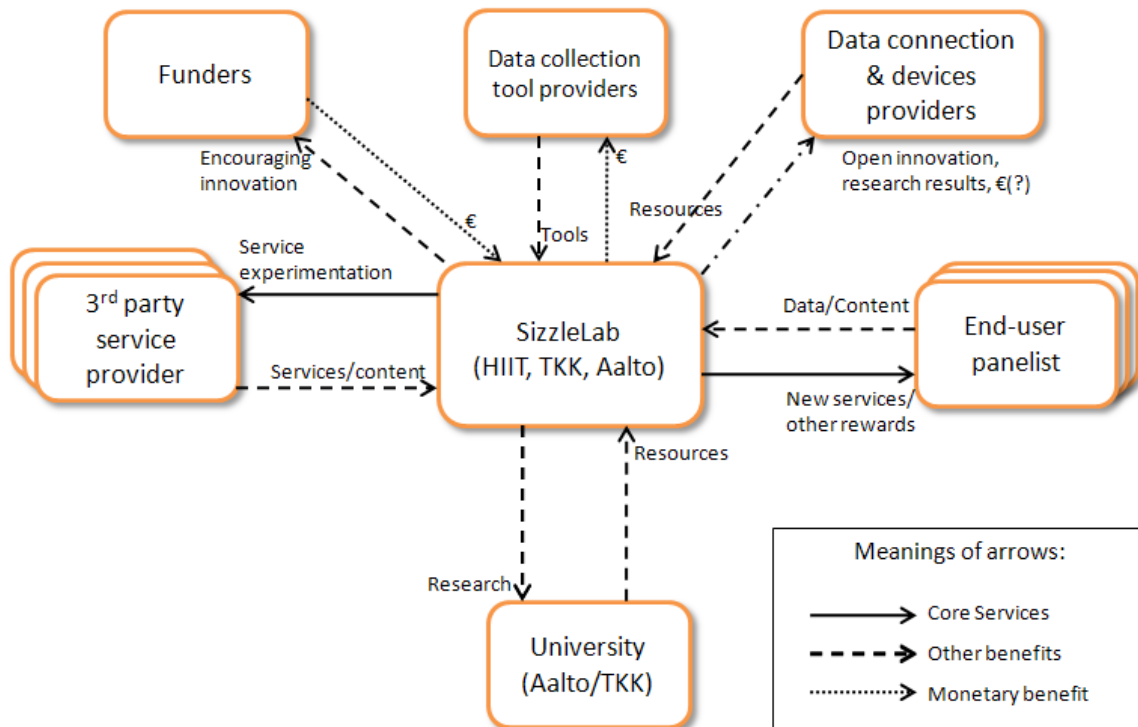 Funders
Data collection
tool providers
Data connection
& devices
providers
Encouraging
innovation
€
€
Open innovation,
research results, €(?)
Resources
Tools
Service
experimentation
3rd party
service
provider
Services/content
SizzleLab
(HIIT, TKK, Aalto)
Data/Content
End-user
panelist
New services/
other rewards
Resources
Research
University
(Aalto/TKK)
Meanings of arrows:
Core Services
Other benefits
Monetary benefit